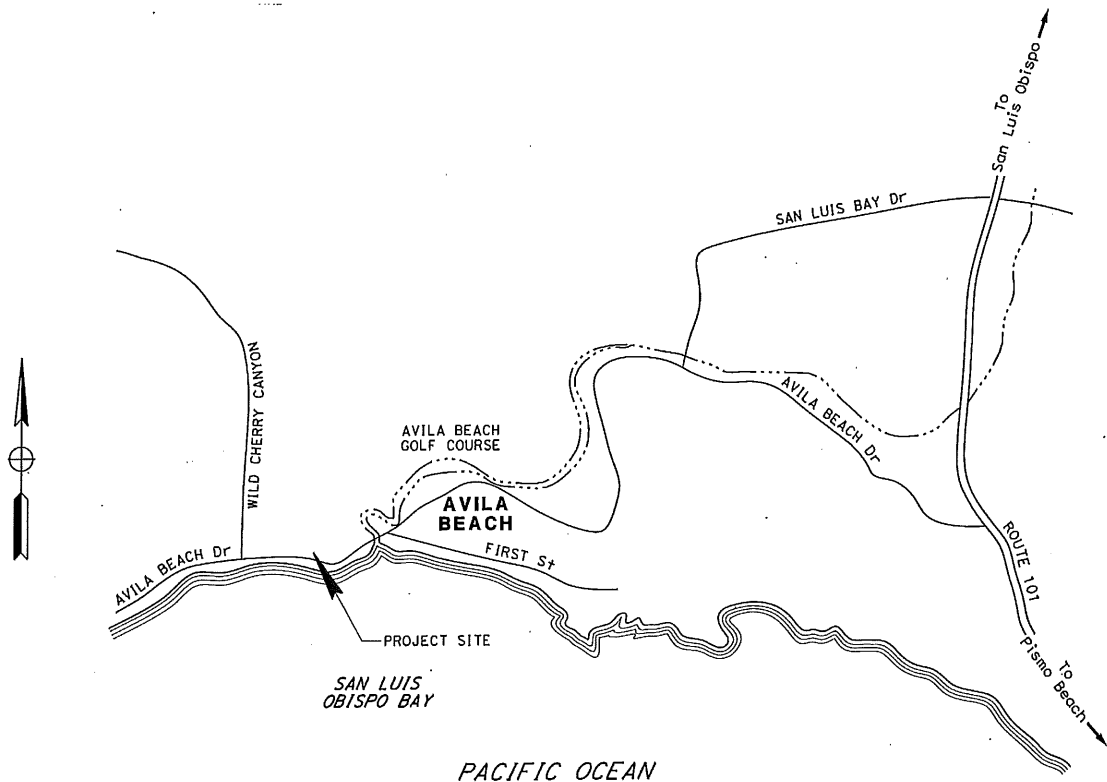 To
San Luis Obispo
SAN LUIS BAY Dr
WILD CHERRY CANYON
AVILA BEACH
GOLF COURSE
AVILA BEACH Dr
AVILA
BEACH
FIRST St
AVILA BEACH Dr
ROUTE 101
PROJECT SITE
To
Pismo Beach
SAN LUIS
OBISPO BAY
PACIFIC OCEAN